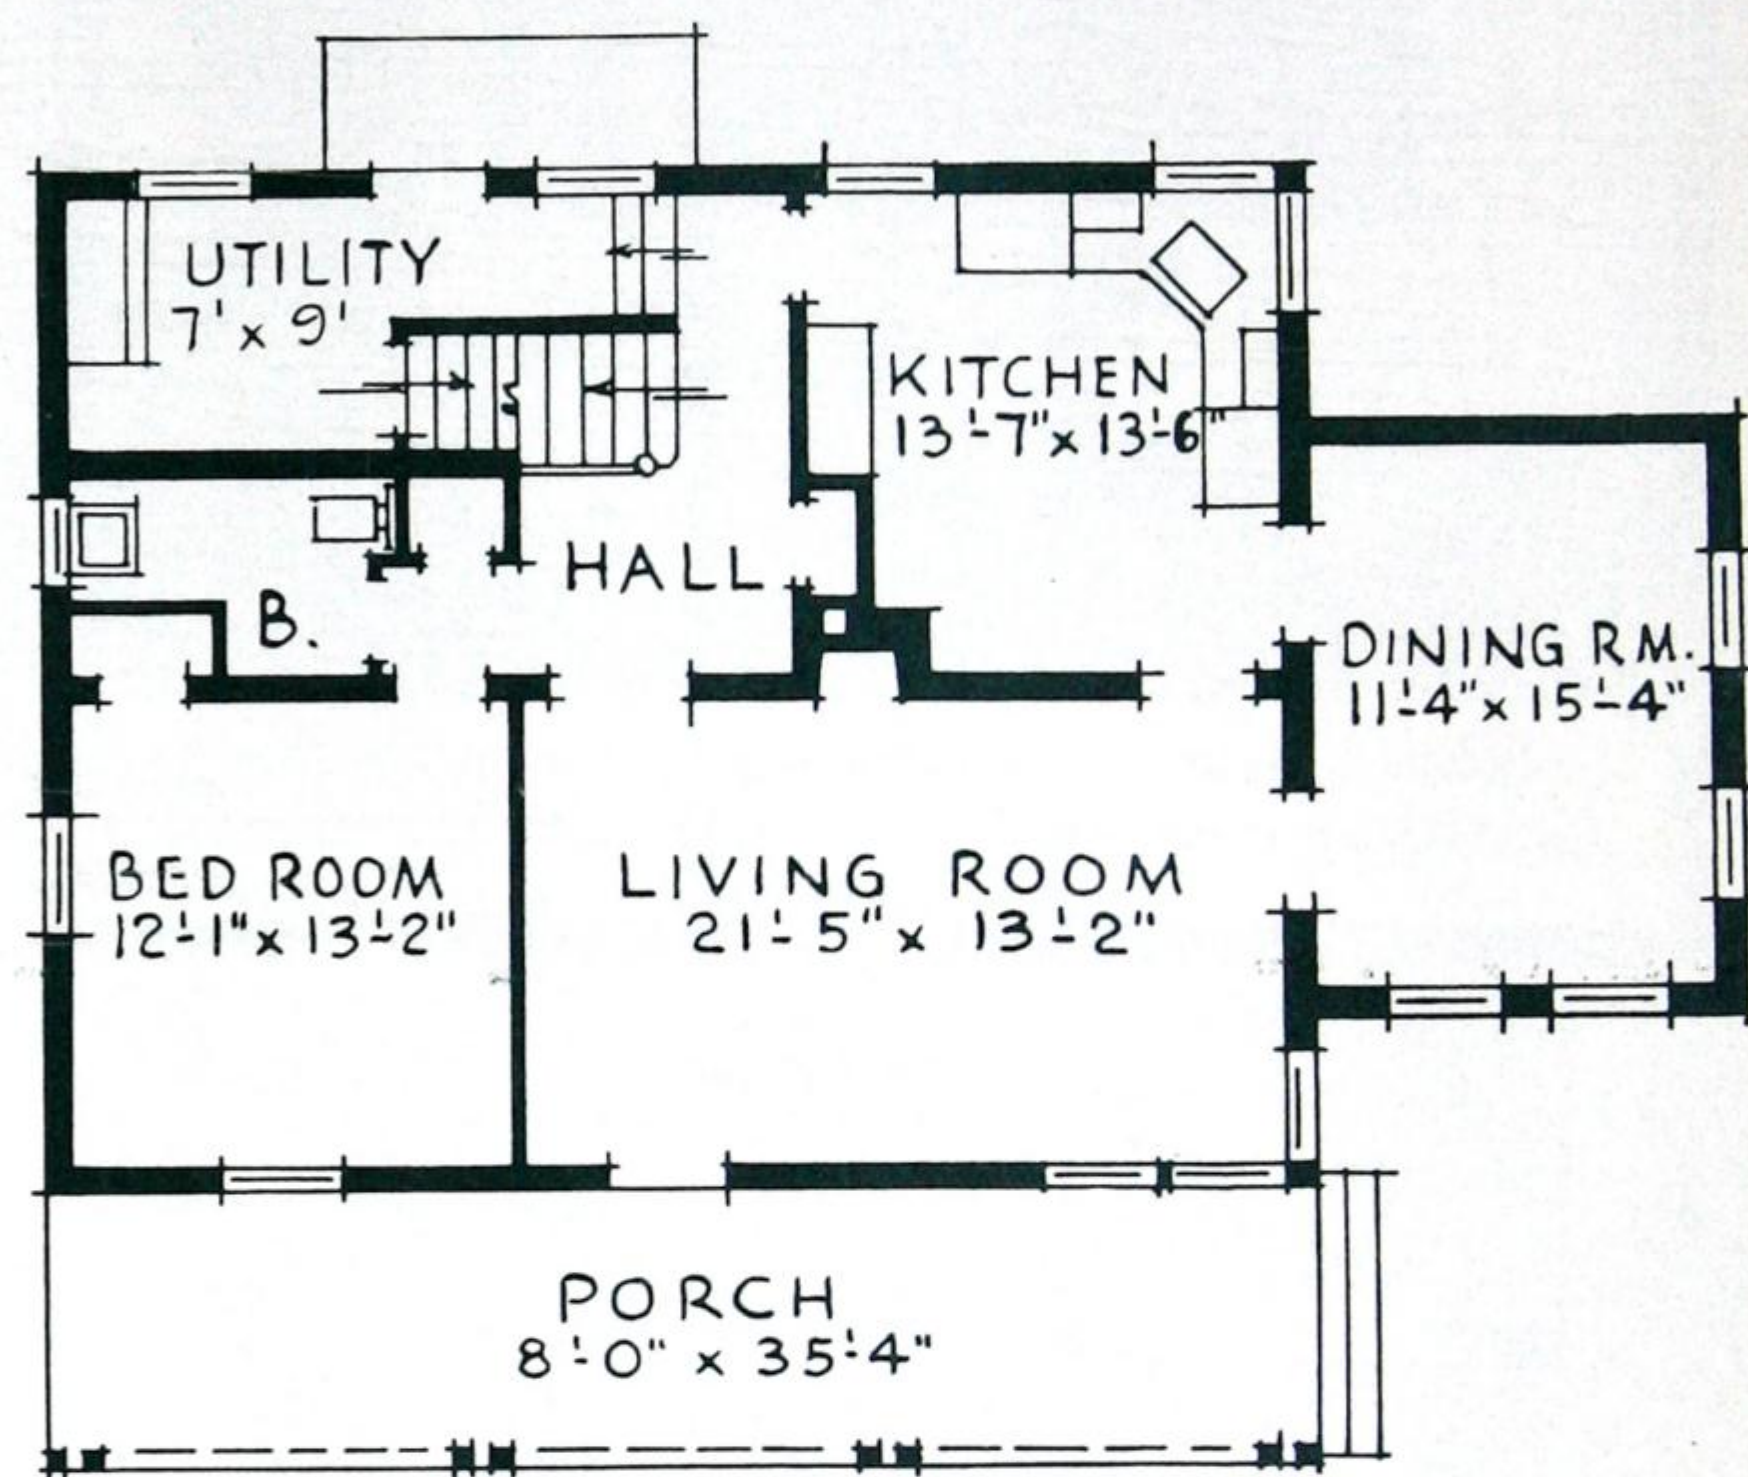 UTILITY
7' x 9'
KITCHEN
13'-7" x 13'-6"
HALL
B.
DINING RM.
11'-4" x 15'-4"
BED ROOM
12'-1" x 13'-2"
LIVING ROOM
21'-5" x 13'-2"
PORCH
8'-0" x 35'-4"